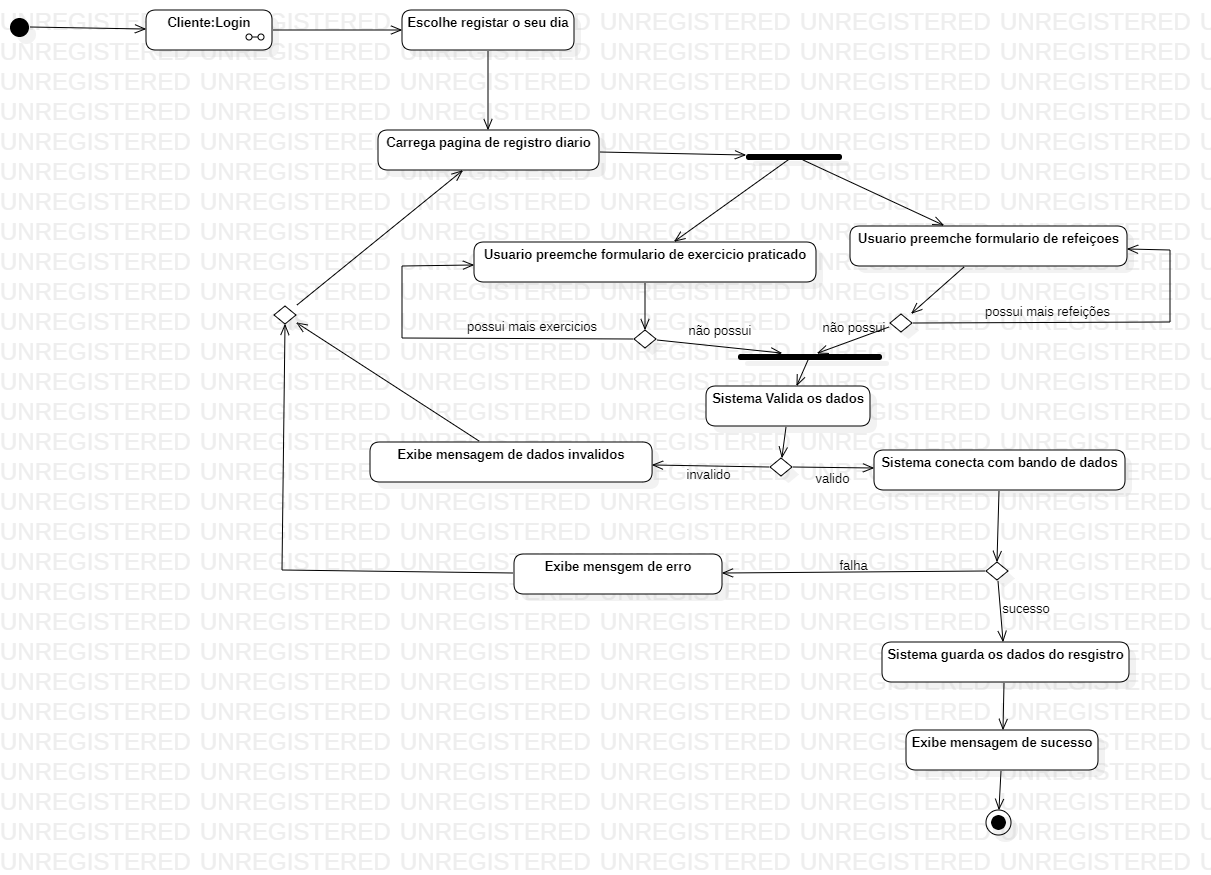 Cliente:Login
Escolhe registar o seu dia
Carrega pagina de registro diario
Usuario preemche formulario de refeiçoes
Usuario preemche formulario de exercicio praticado
possui mais refeições
possui mais exercicios
não possui
não possui
Sistema Valida os dados
Exibe mensagem de dados invalidos
Sistema conecta com bando de dados
invalido
valido
Exibe mensgem de erro
falha
sucesso
Sistema guarda os dados do resgistro
Exibe mensagem de sucesso
UNREGISTERED